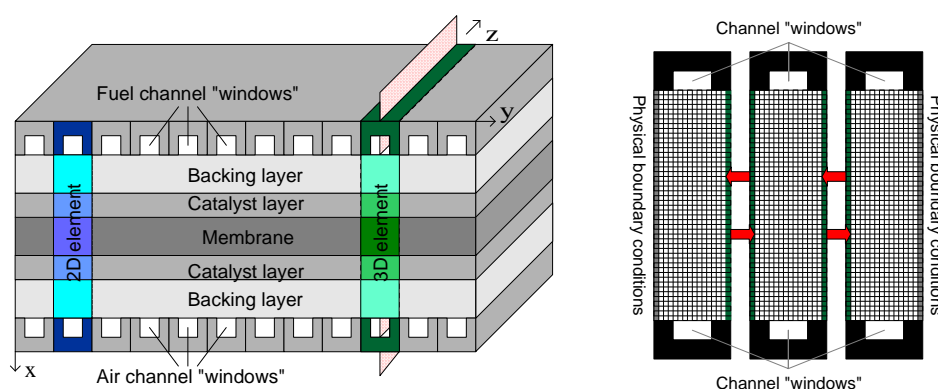 z
Fuel channel "windows"
y
Backing layer
Catalyst layer
Membrane
Catalyst layer
Backing layer
2D element
3D element
x
Air channel "windows"
Channel "windows"
Physical boundary
conditions
Physical boundary
conditions
Channel "windows"